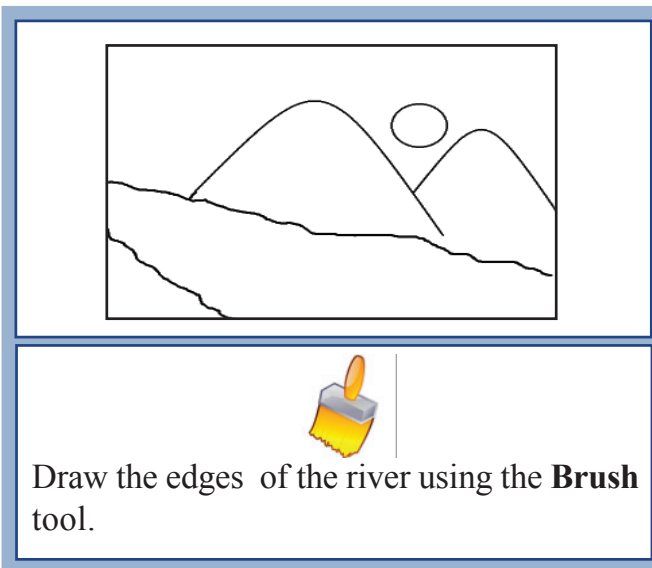 Draw the edges of the river using the Brush
tool.